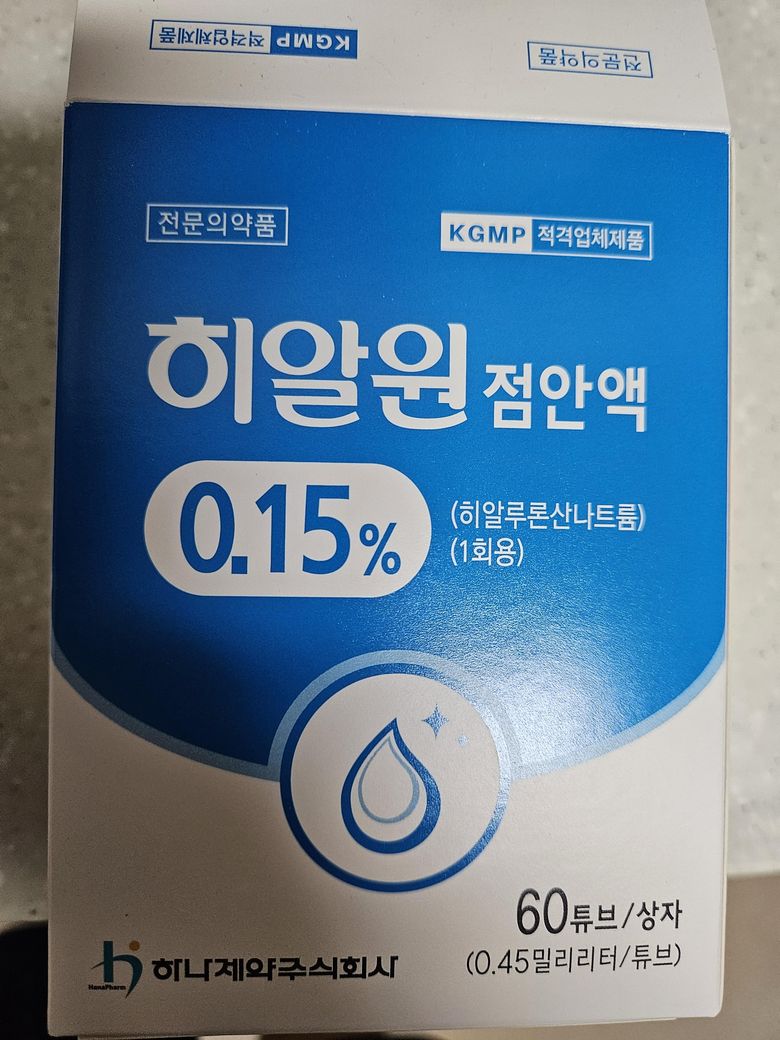 KGMP 적격업체제품
전문의약품
전문의약품
KGMP 적격업체제품
히알원 점안액
0.15%
(히알루론산나트륨)
(1회용)
60튜브/상자
(0.45밀리리터/튜브)
HanaPharm
하나제약주식회사